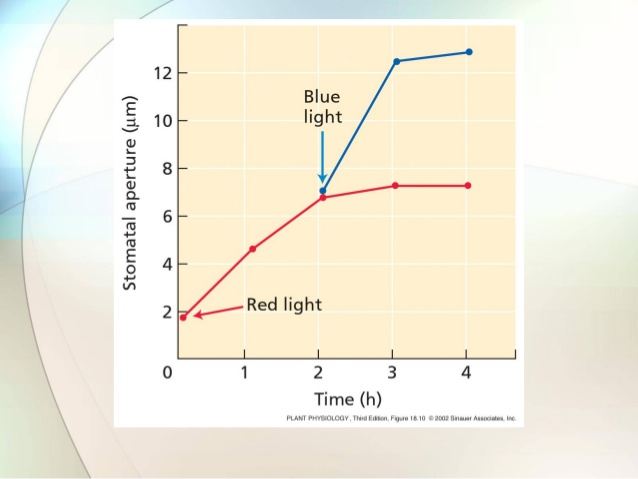 12
10
8
6
4
2
0
1
2
3
4
Stomatal aperture (μm)
Blue
light
Red light
Time (h)
PLANT PHYSIOLOGY, Third Edition, Figure 18.10 © 2002 Sinauer Associates, Inc.